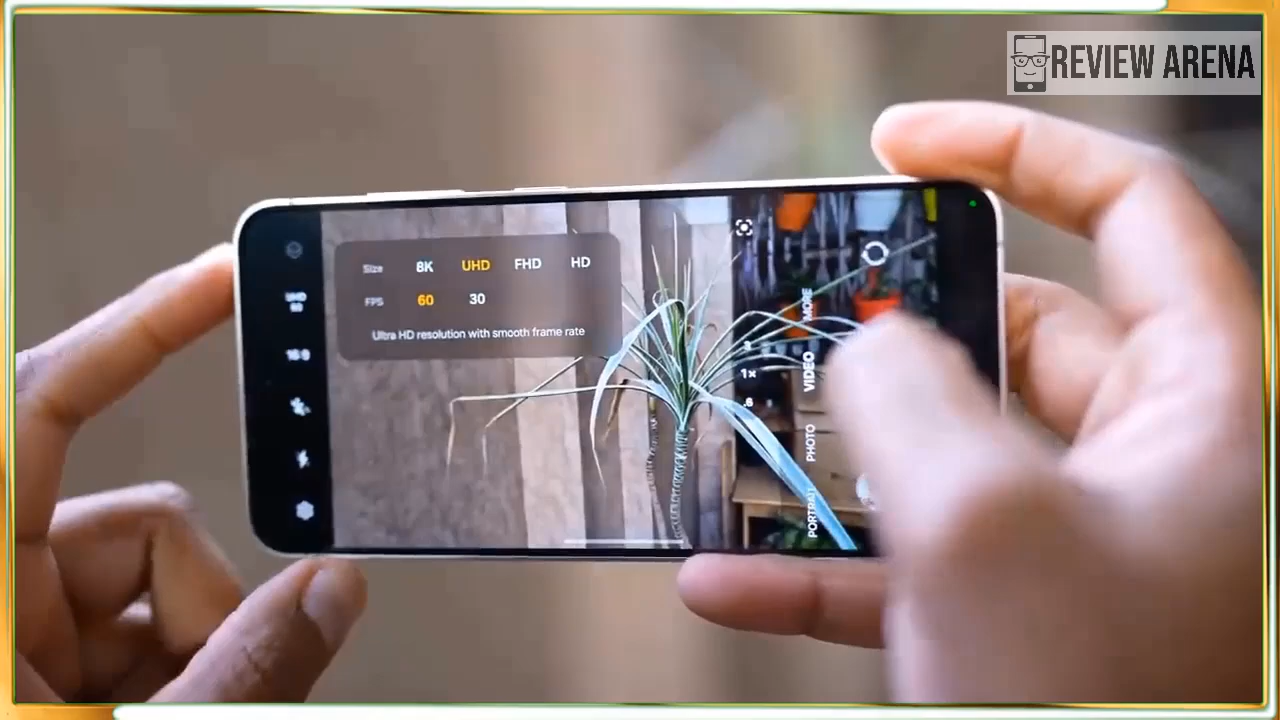 REVIEW ARENA
Size 8K UHD FHD HD
FPS 60 30
Ultra HD resolution with smooth frame rate
UHD
60
16:9
1x
.6
MORE
VIDEO
PHOTO
PORTRAIT